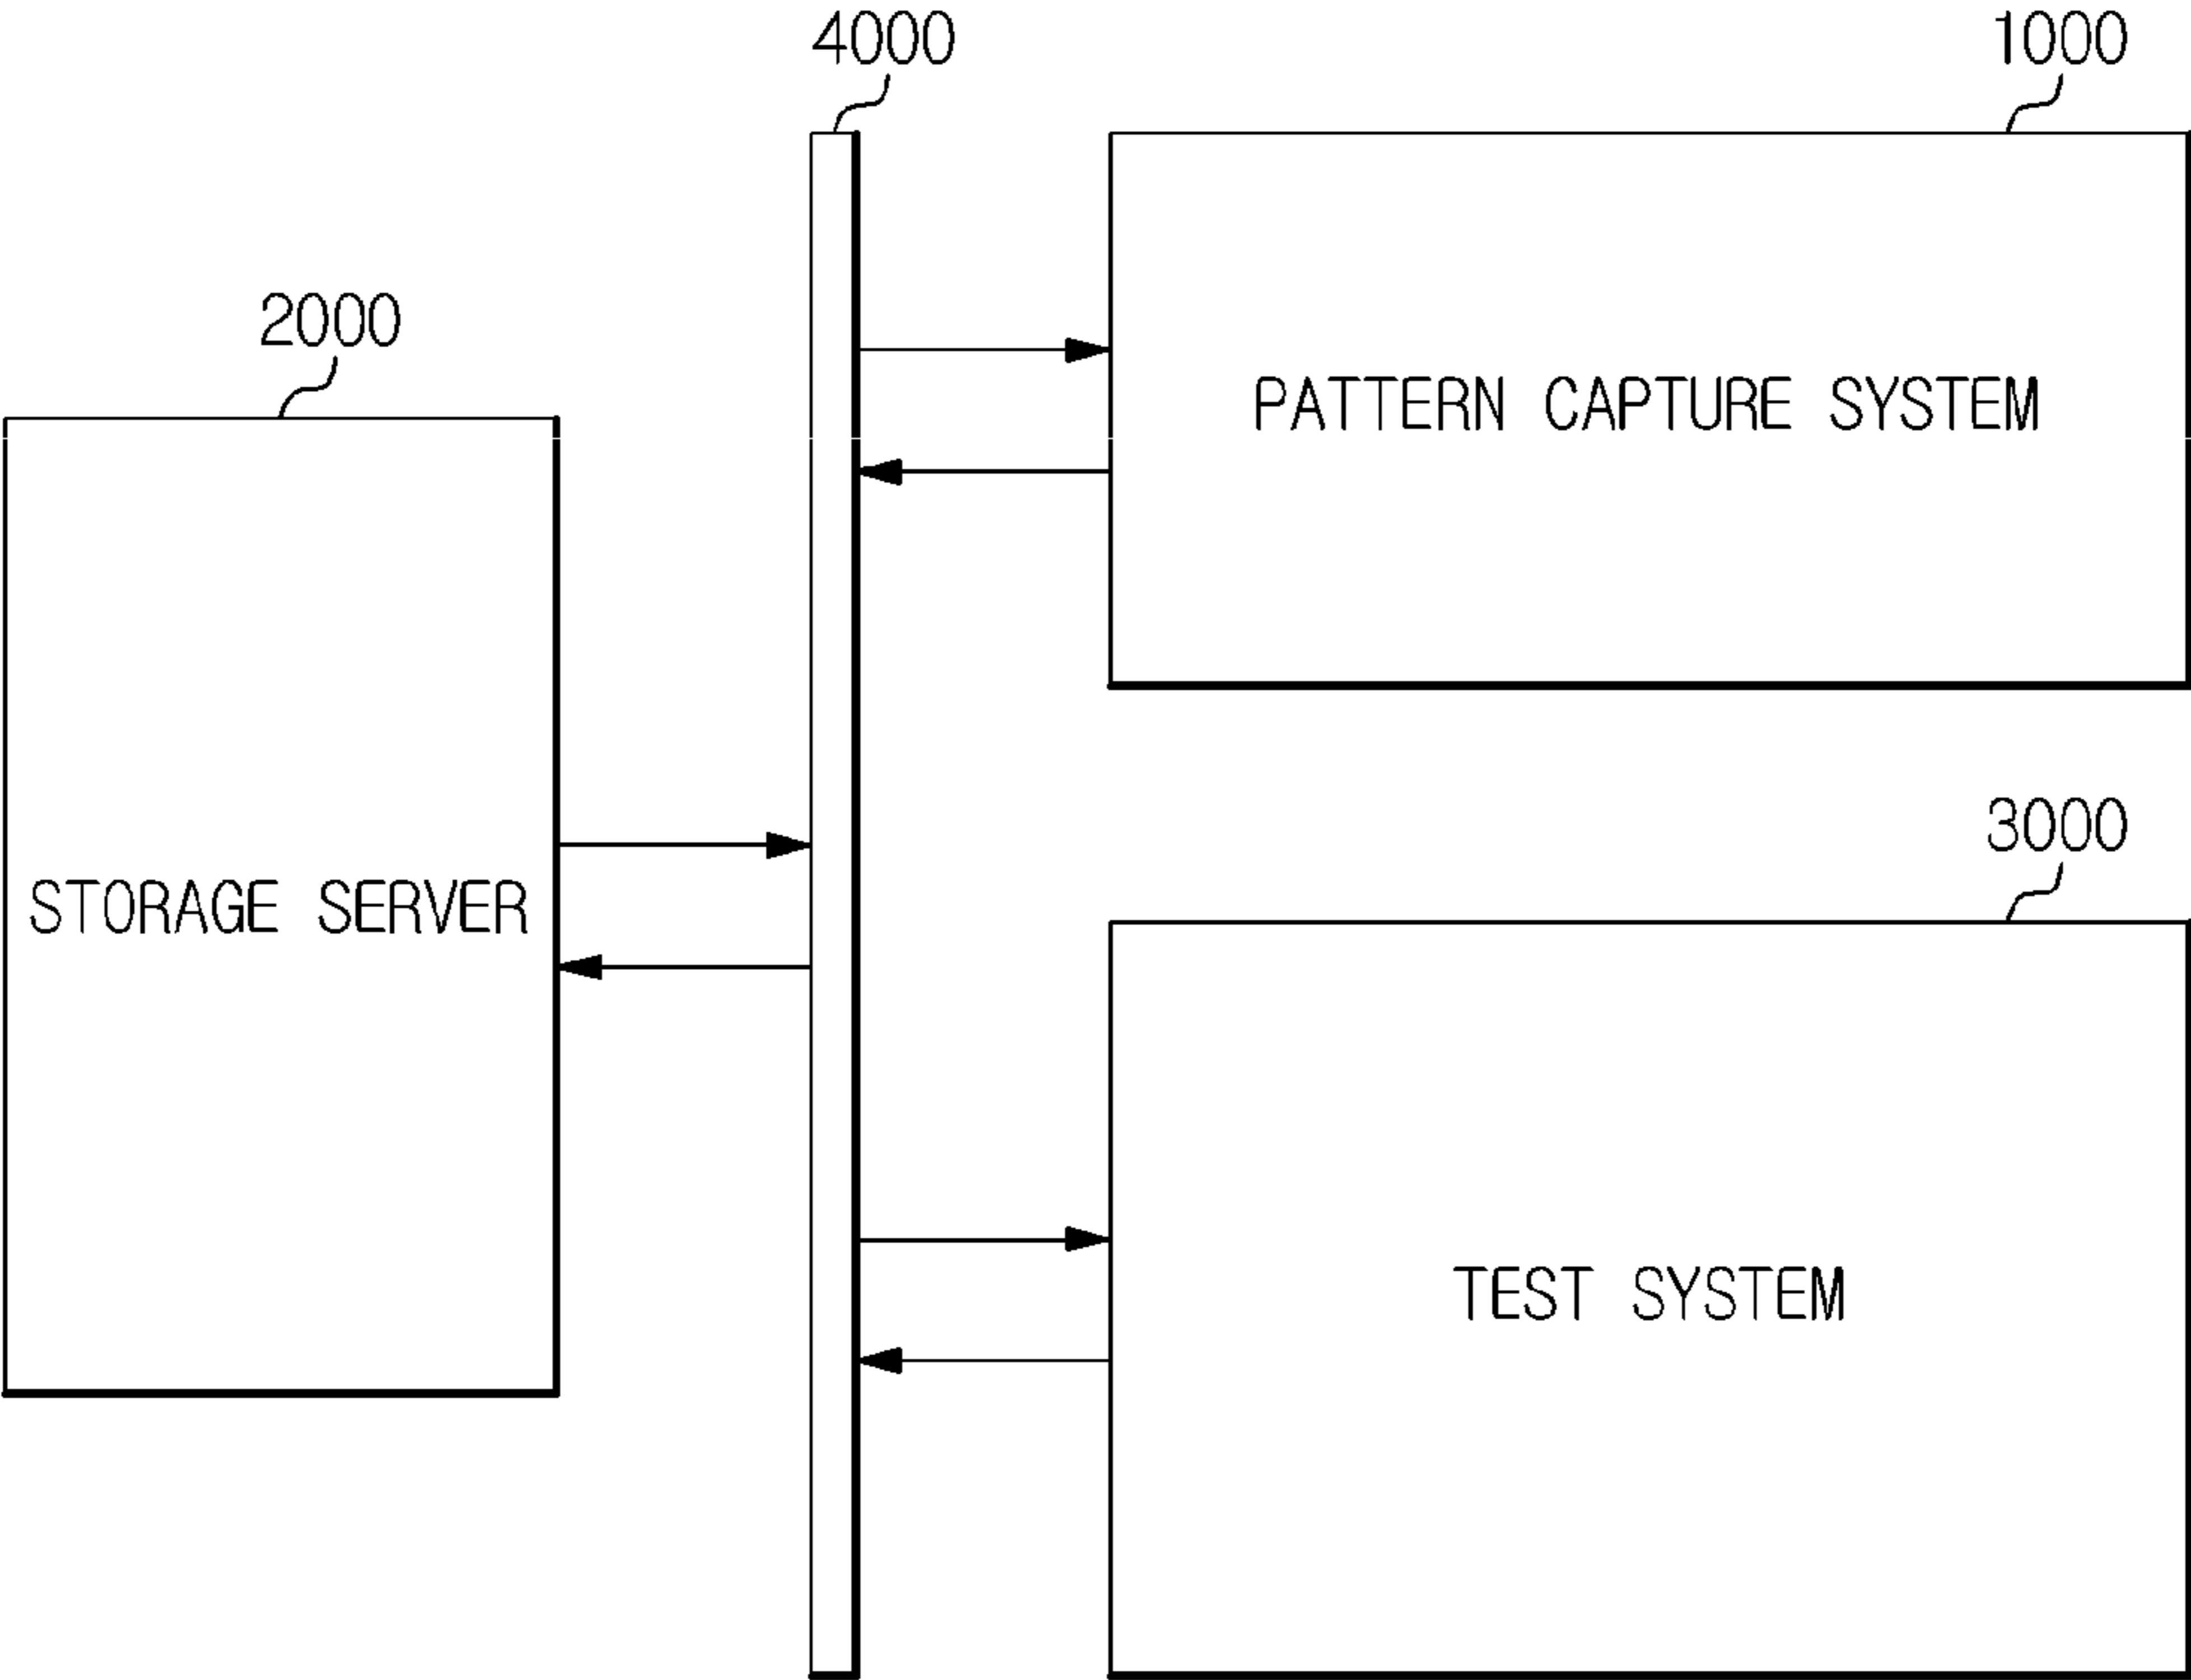 4000
1000
2000
PATTERN CAPTURE SYSTEM
3000
STORAGE SERVER
TEST SYSTEM